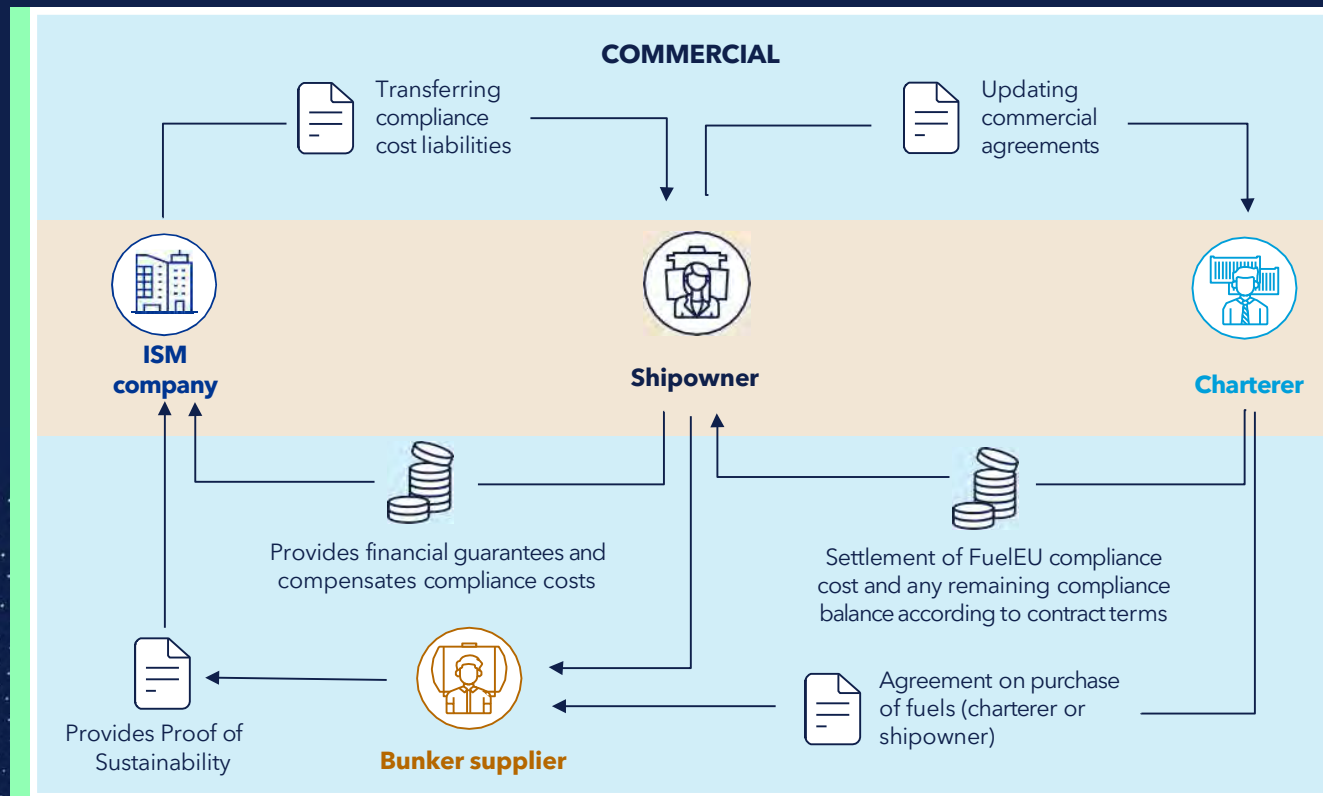 COMMERCIAL
Transferring
compliance
cost liabilities
Updating
commercial
agreements
ISM
company
Shipowner
Charterer
Provides financial guarantees and
compensates compliance costs
Settlement of FuelEU compliance
cost and any remaining compliance
balance according to contract terms
Provides Proof of
Sustainability
Bunker supplier
Agreement on purchase
of fuels (charterer or
shipowner)